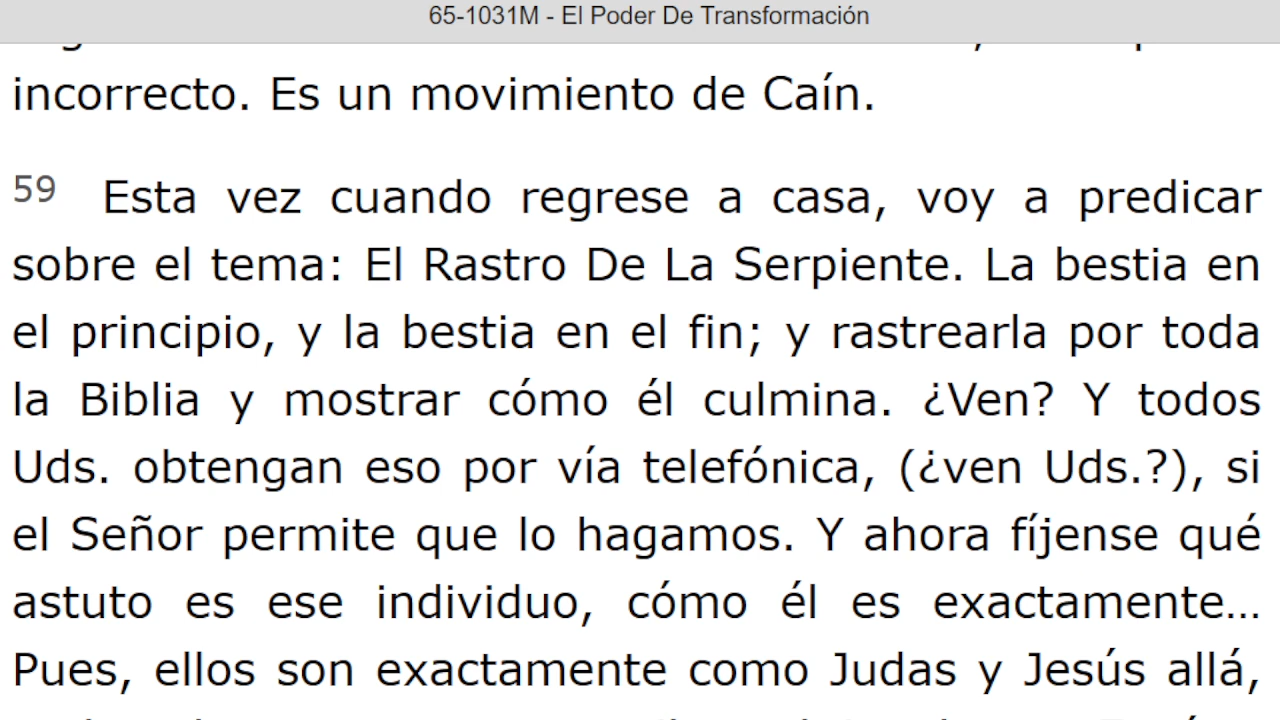 65-1031M - El Poder De Transformación
incorrecto. Es un movimiento de Caín.
59 Esta vez cuando regrese a casa, voy a predicar
sobre el tema: El Rastro De La Serpiente. La bestia en
el principio, y la bestia en el fin; y rastrearla por toda
la Biblia y mostrar cómo él culmina. ¿Ven? Y todos
Uds. obtengan eso por vía telefónica, (¿ven Uds.?), si
el Señor permite que lo hagamos. Y ahora fíjense qué
astuto es ese individuo, cómo él es exactamente...
Pues, ellos son exactamente como Judas y Jesús allá,